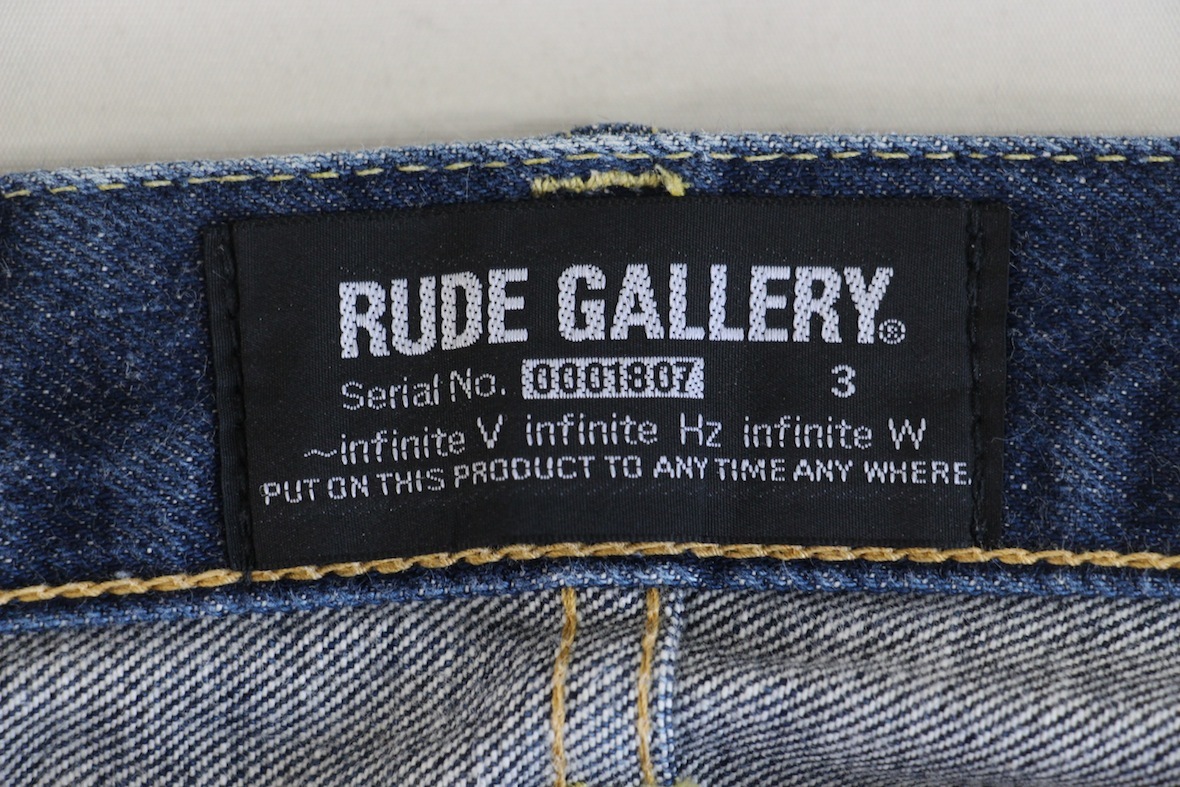 RUDE GALLERY®
Serial No. 0001807 3
~infinite V infinite Hz infinite W
PUT ON THIS PRODUCT TO ANY TIME ANY WHERE.